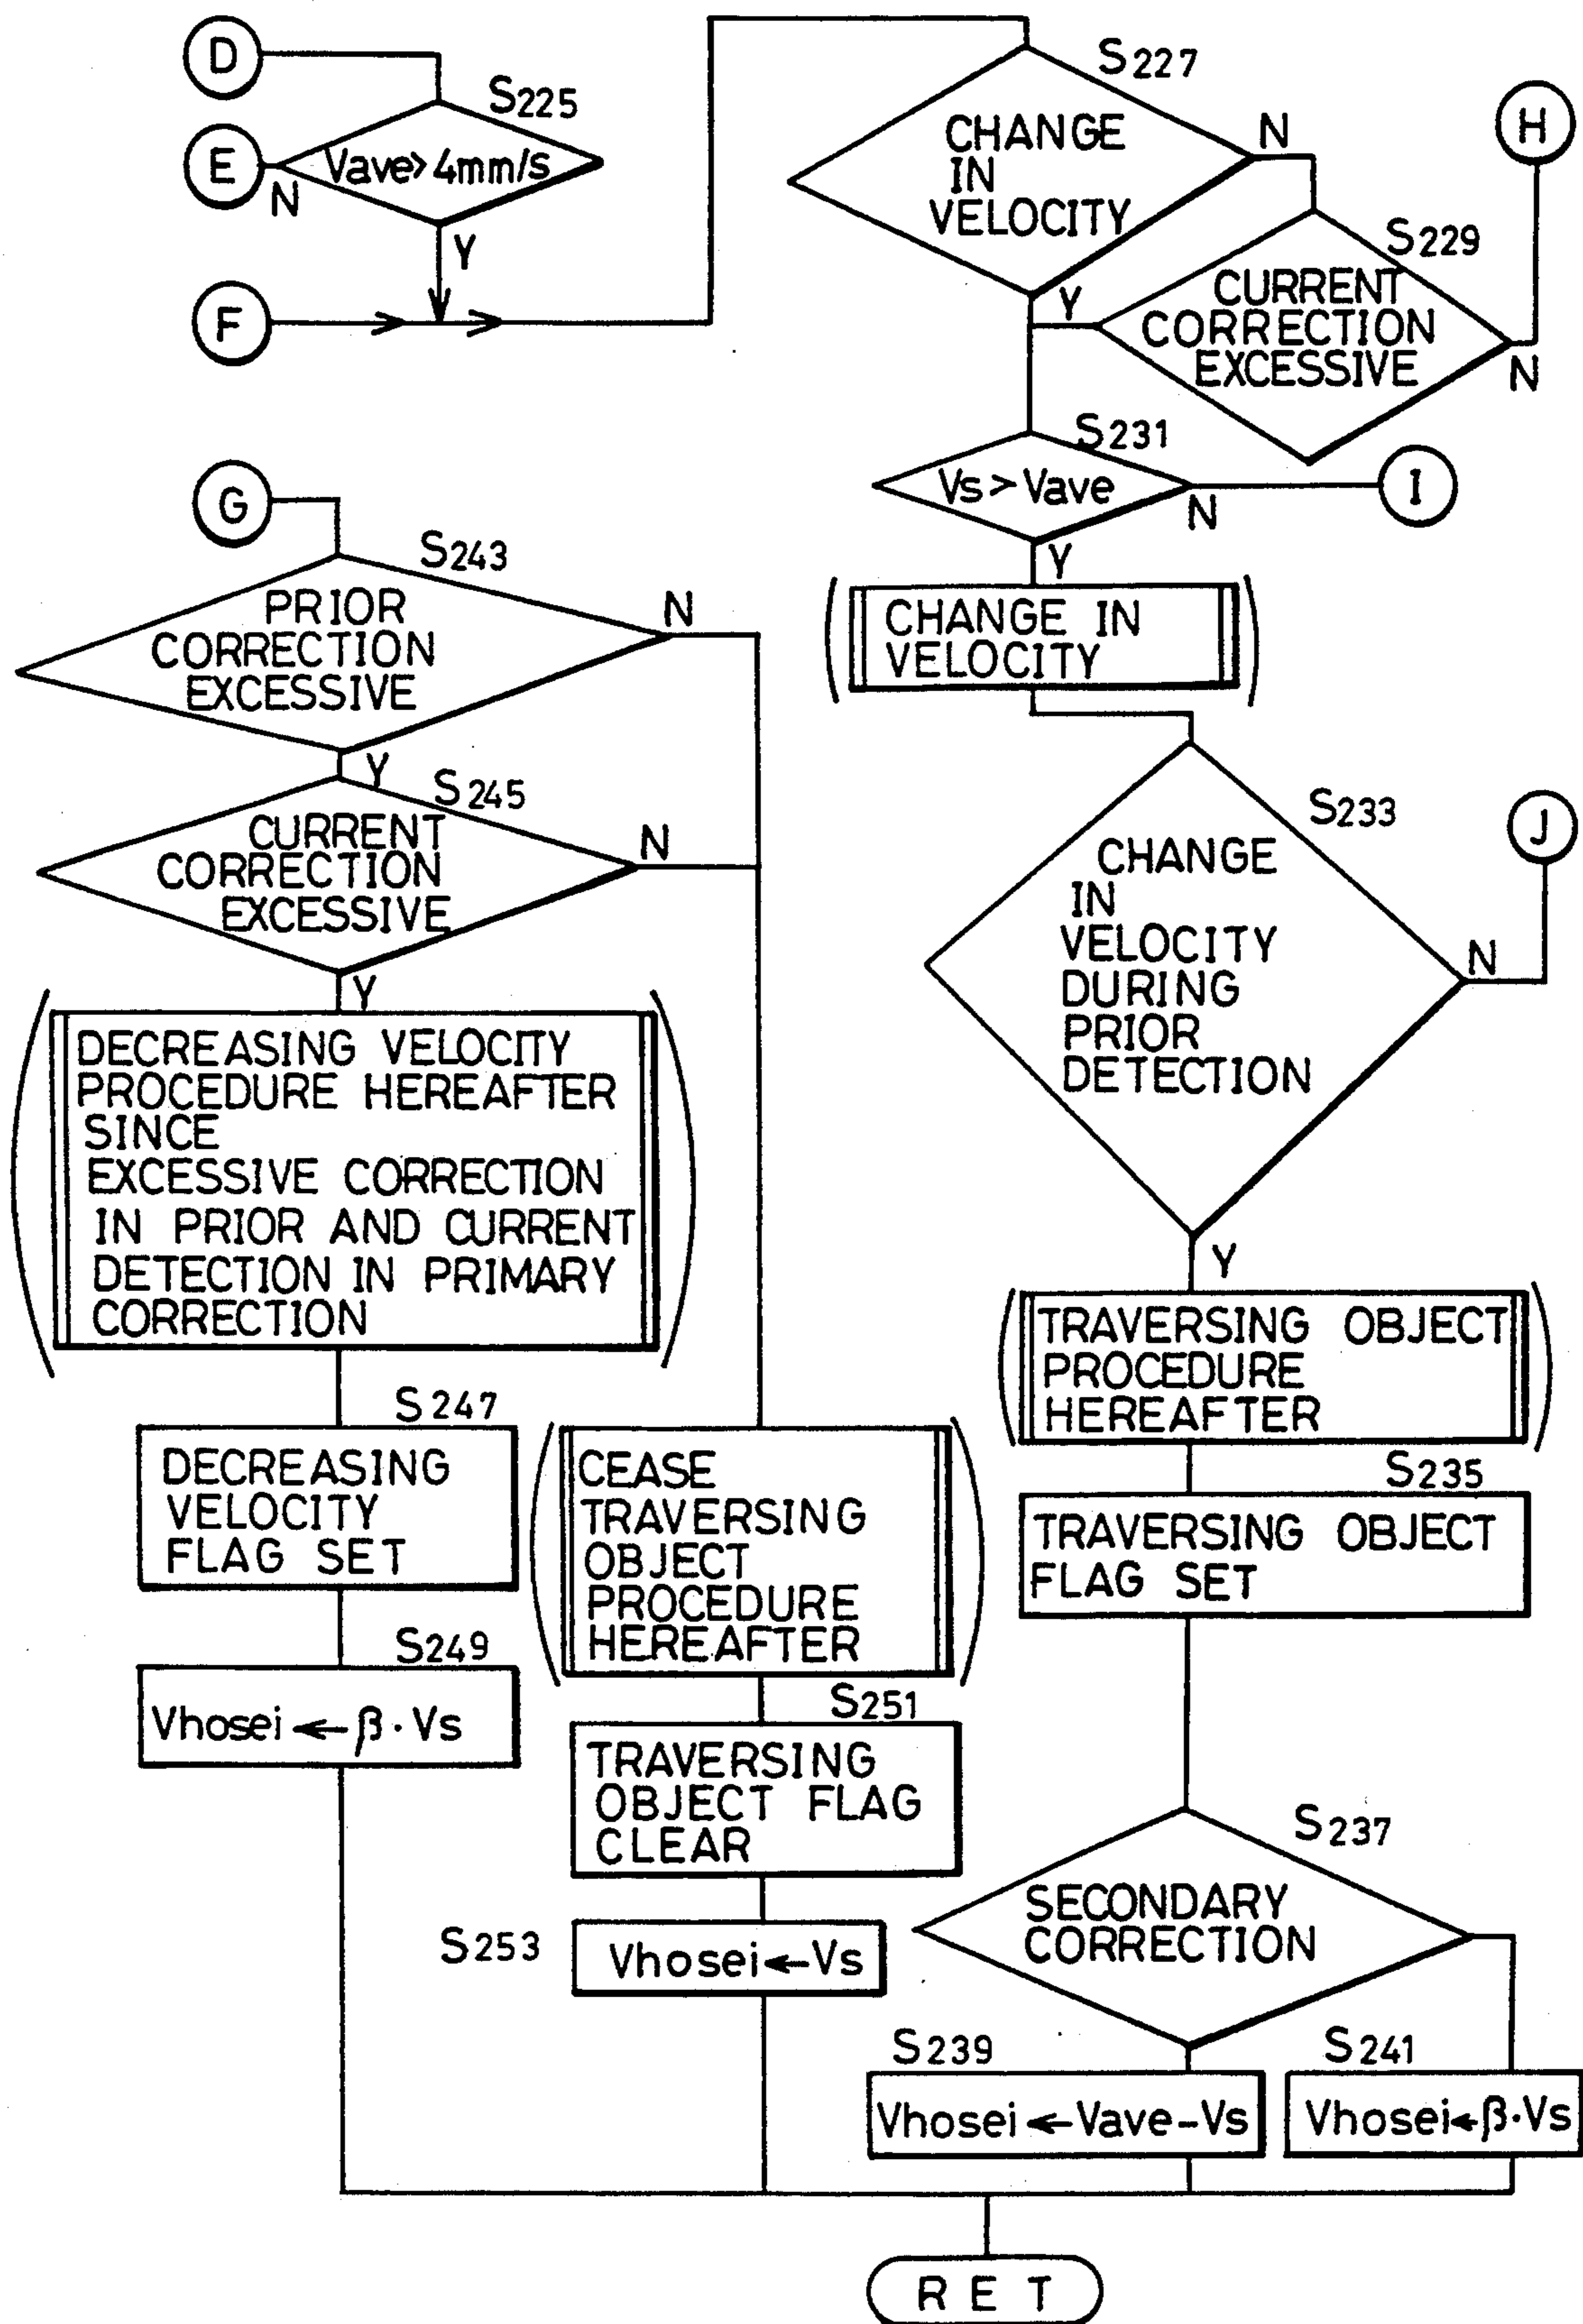 D
S225
E
Vave>4mm/s
N
Y
F
S227
CHANGE
IN
VELOCITY
N
H
S229
Y
CURRENT
CORRECTION
EXCESSIVE
N
S231
Vs>Vave
N
I
Y
CHANGE IN
VELOCITY
S233
CHANGE
IN
VELOCITY
DURING
PRIOR
DETECTION
N
J
Y
TRAVERSING OBJECT
PROCEDURE
HEREAFTER
S235
TRAVERSING OBJECT
FLAG SET
S237
SECONDARY
CORRECTION
S239
Vhosei←Vave-Vs
S241
Vhosei←β·Vs
G
S243
PRIOR
CORRECTION
EXCESSIVE
N
Y
S245
CURRENT
CORRECTION
EXCESSIVE
N
Y
DECREASING VELOCITY
PROCEDURE HEREAFTER
SINCE
EXCESSIVE CORRECTION
IN PRIOR AND CURRENT
DETECTION IN PRIMARY
CORRECTION
S247
DECREASING
VELOCITY
FLAG SET
S249
Vhosei←β·Vs
CEASE
TRAVERSING
OBJECT
PROCEDURE
HEREAFTER
S251
TRAVERSING
OBJECT FLAG
CLEAR
S253
Vhosei←Vs
RET